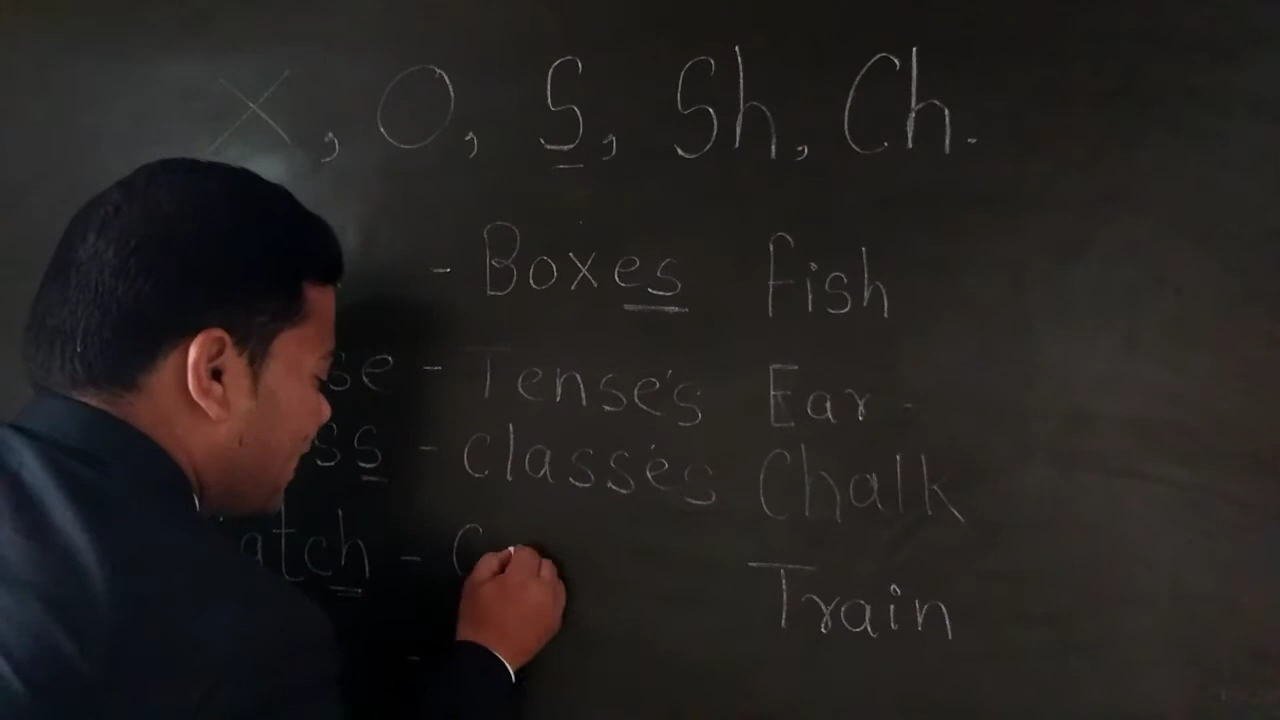 X, O, S, Sh, Ch.
- Boxes Fish
se - Tense's Ear
ss - classes Chalk
atch - C
Train
-